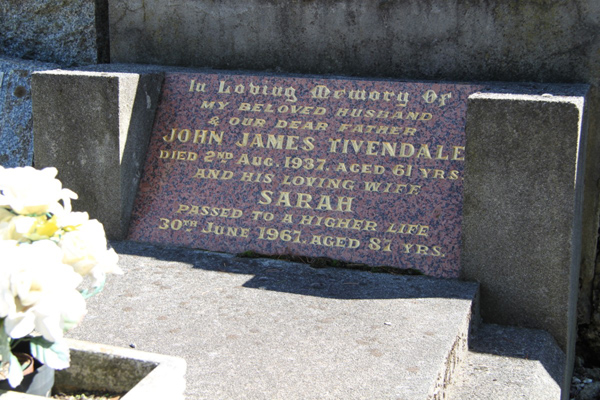 In Loving Memory Of
MY BELOVED HUSBAND
& OUR DEAR FATHER
JOHN JAMES TIVENDALE
DIED 2ND AUG. 1937. AGED 61 YRS.
AND HIS LOVING WIFE
SARAH
PASSED TO A HIGHER LIFE
30TH JUNE 1967. AGED 87 YRS.